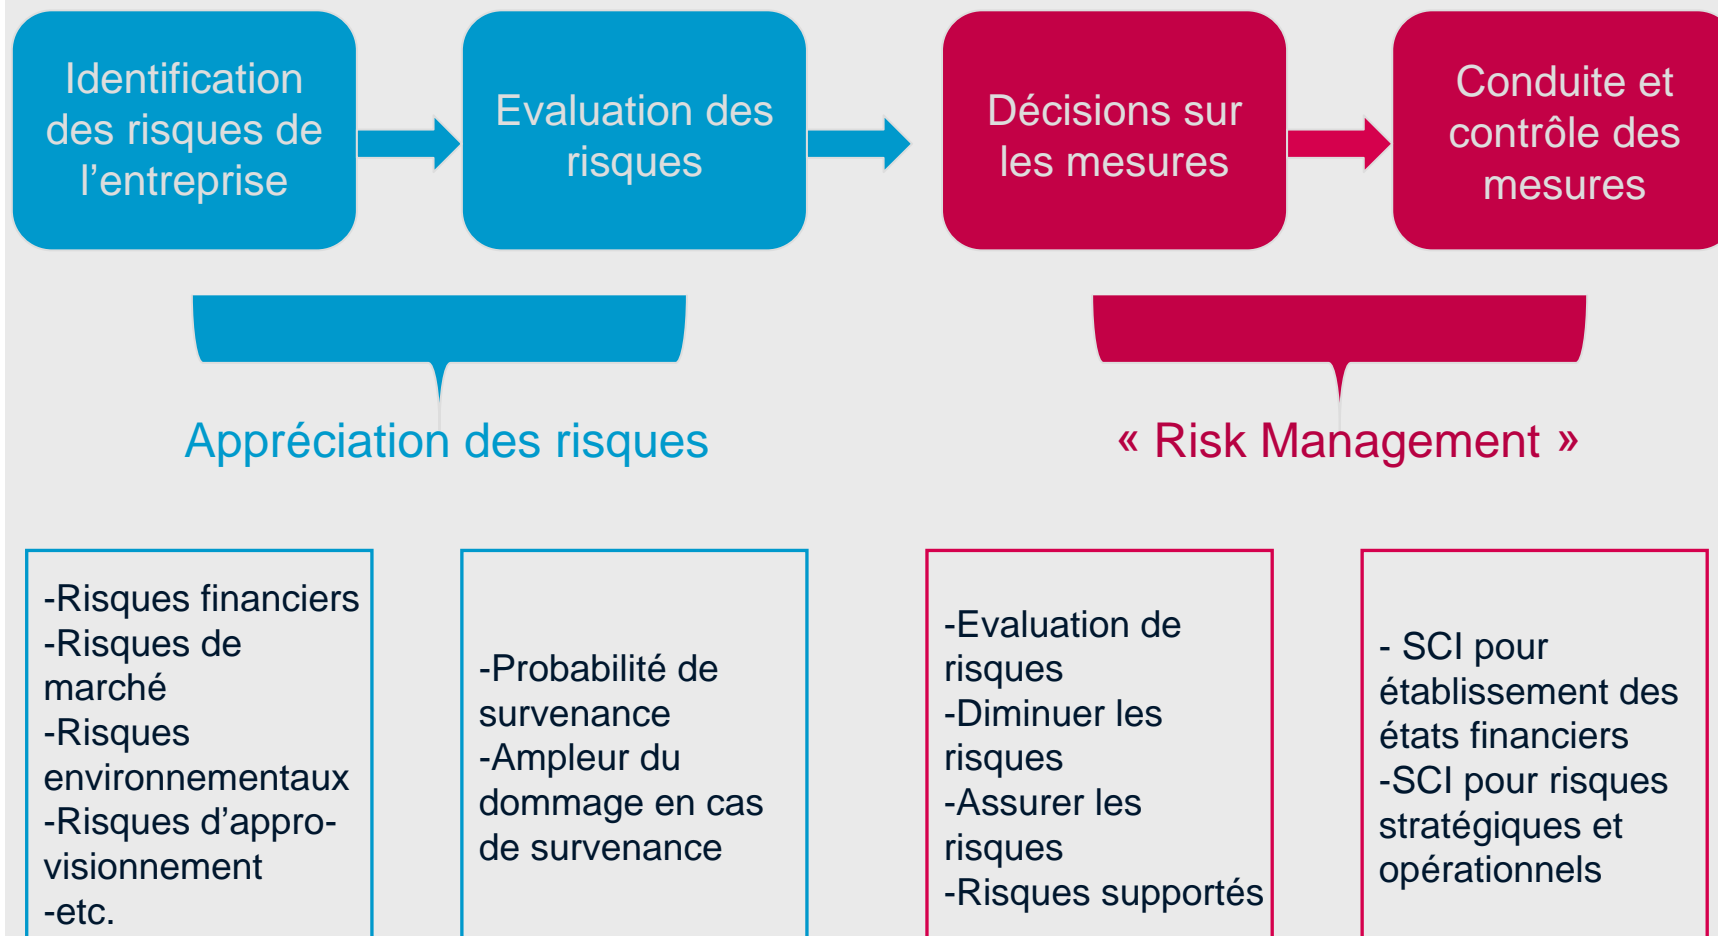 Identification
des risques de
l’entreprise
Evaluation des
risques
Décisions sur
les mesures
Conduite et
contrôle des
mesures
Appréciation des risques
« Risk Management »
-Risques financiers
-Risques de
marché
-Risques
environnementaux
-Risques d’appro-
visionnement
-etc.
-Probabilité de
survenance
-Ampleur du
dommage en cas
de survenance
-Evaluation de
risques
-Diminuer les
risques
-Assurer les
risques
-Risques supportés
- SCI pour
établissement des
états financiers
-SCI pour risques
stratégiques et
opérationnels